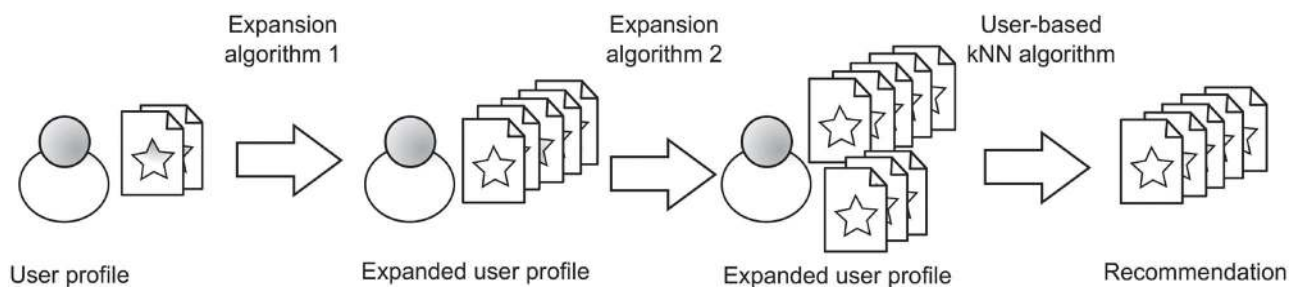 Expansion
algorithm 1
Expansion
algorithm 2
User-based
kNN algorithm
User profile
Expanded user profile
Expanded user profile
Recommendation